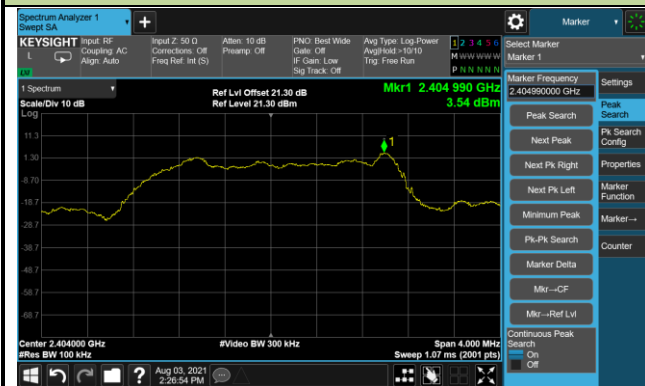 Spectrum Analyzer 1
Swept SA
+
Marker
KEYSIGHT
L
Input: RF
Coupling: AC
Align: Auto
Input Z: 50 Ω
Corrections: Off
Freq Ref: Int (S)
Atten: 10 dB
Preamp: Off
PNO: Best Wide
Gate: Off
IF Gain: Low
Sig Track: Off
Avg Type: Log-Power
Avg|Hold:>10/10
Trig: Free Run
1 2 3 4 5 6
M W W W W W
P N N N N N
LW
Select Marker
Marker 1
1 Spectrum
Scale/Div 10 dB
Log
Ref Lvl Offset 21.30 dB
Ref Level 21.30 dBm
Mkr1 2.404 990 GHz
3.54 dBm
11.3
1.30
-8.70
-18.7
-28.7
-38.7
-48.7
-58.7
-68.7
1
Center 2.404000 GHz
#Res BW 100 kHz
#Video BW 300 kHz
Span 4.000 MHz
Sweep 1.07 ms (2001 pts)
Marker Frequency
2.404990000 GHz
Peak Search
Next Peak
Next Pk Right
Next Pk Left
Minimum Peak
Pk-Pk Search
Marker Delta
Mkr→CF
Mkr→Ref Lvl
Continuous Peak
Search
On
Off
Settings
Peak
Search
Pk Search
Config
Properties
Marker
Function
Marker→
Counter
?
Aug 03, 2021
2:26:54 PM